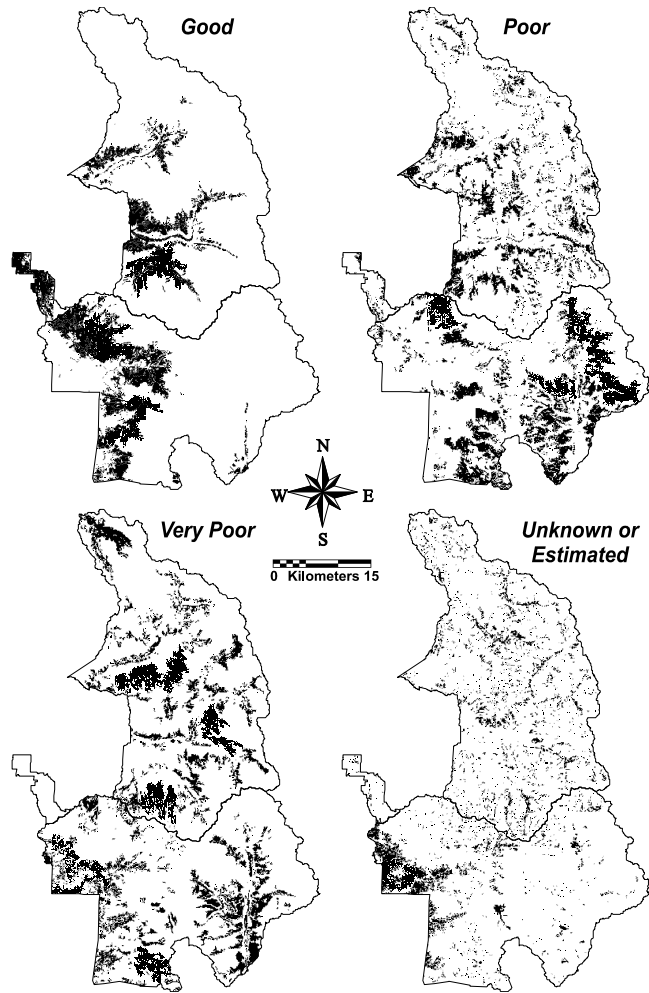 Good
Poor
N
W E
S
0 Kilometers 15
Very Poor
Unknown or
Estimated